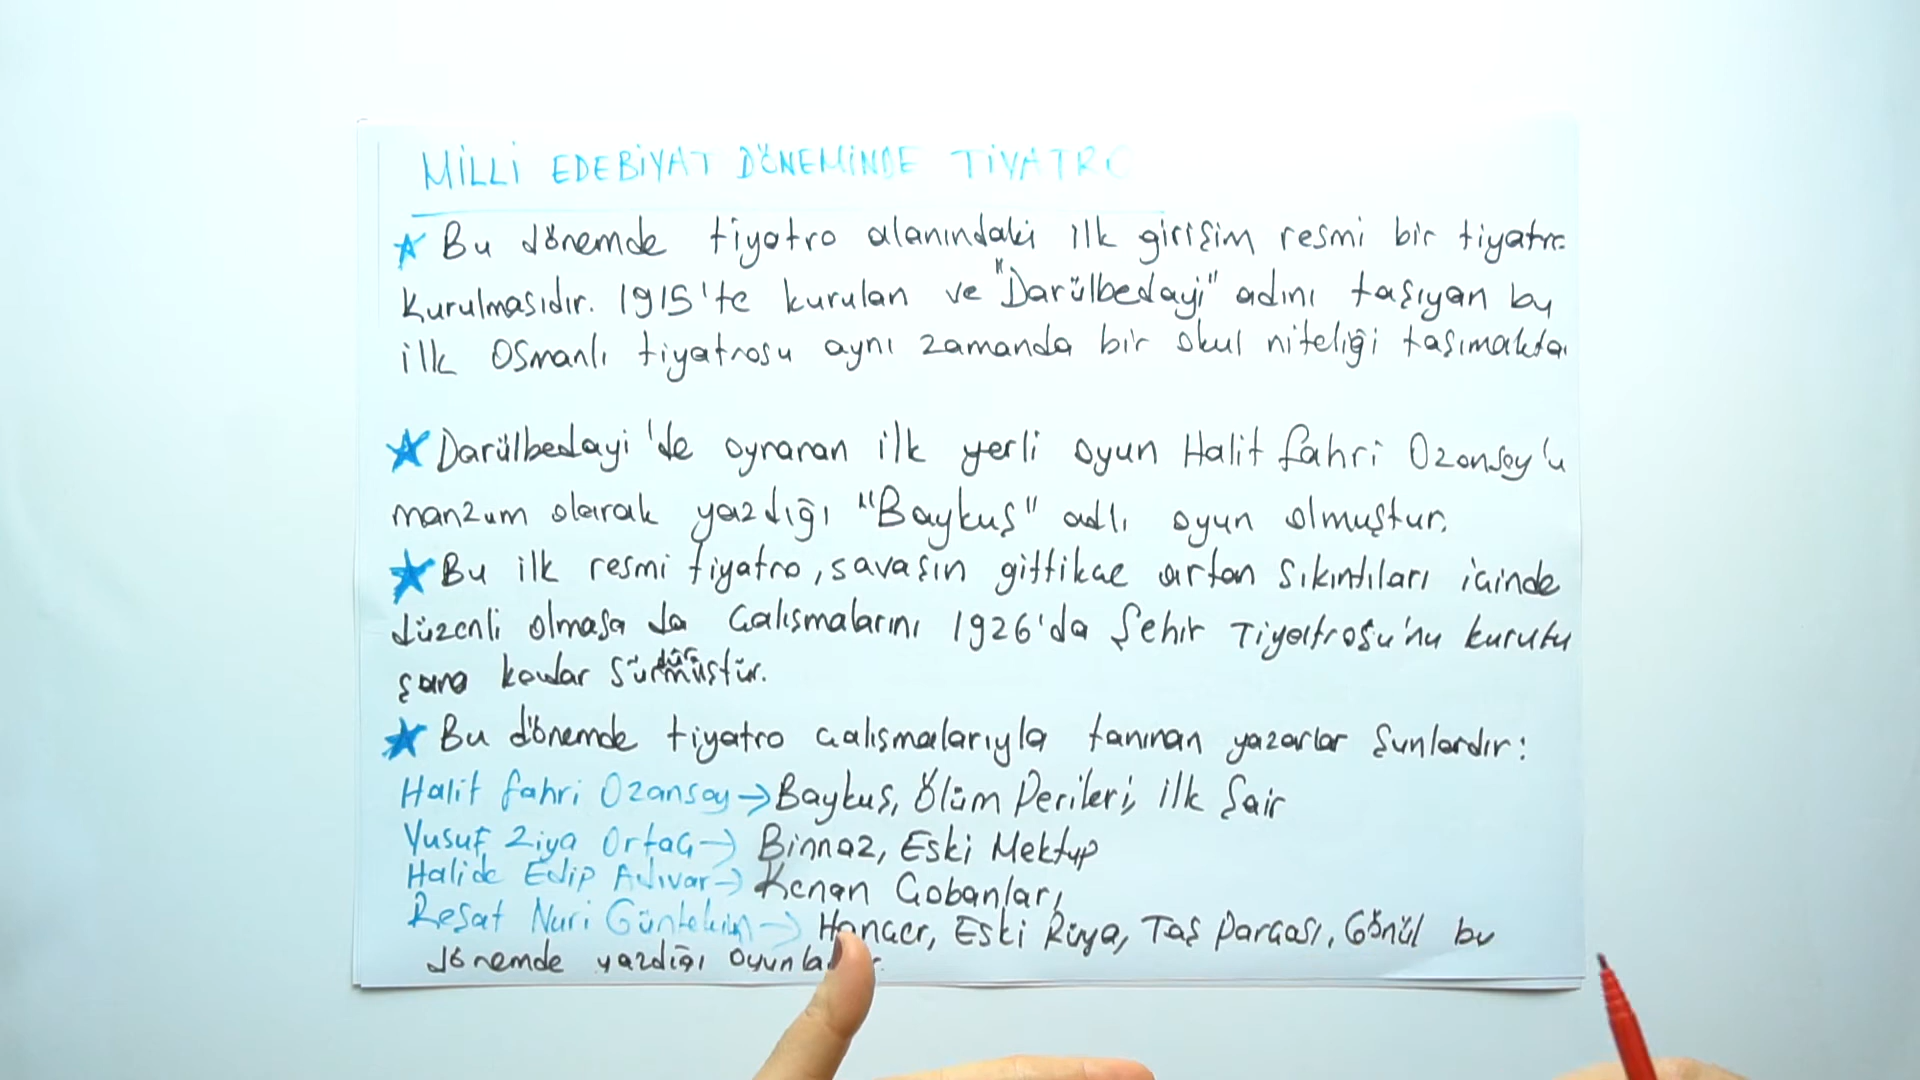 MİLLİ EDEBİYAT DÖNEMİNDE TİYATRO
Bu dönemde tiyatro alanındaki ilk girişim resmi bir tiyatro
kurulmasıdır. 1915'te kurulan ve "Darülbedayi" adını taşıyan bu
ilk Osmanlı tiyatrosu aynı zamanda bir okul niteliği taşımakta
Darülbedayi'de oynanan ilk yerli oyun Halit Fahri Ozansoy'u
manzum olarak yazdığı "Baykuş" adlı oyun olmuştur.
Bu ilk resmi tiyatro, savaşın gittikçe artan sıkıntıları içinde
düzenli olmasa da çalışmalarını 1926'da Şehir Tiyatrosu'nu kurulu
şuna kadar sürdürmüştür.
Bu dönemde tiyatro çalışmalarıyla tanınan yazarlar şunlardır:
Halit Fahri Ozansoy → Baykuş, Ölüm Perileri, İlk Şair
Yusuf Ziya Ortaç → Binnaz, Eski Mektup
Halide Edip Adıvar → Kenan Çobanları
Reşat Nuri Güntekin → Hançer, Eski Rüya, Taş Parçası, Gönül bu
dönemde yazdığı